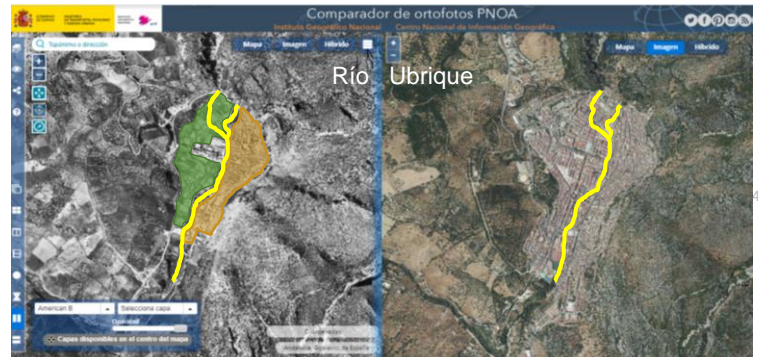 Comparador de ortofotos PNOA
Instituto Geográfico Nacional Centro Nacional de Información Geográfica
Topónimo o dirección
Mapa Imagen Híbrido
Mapa Imagen Híbrido
Río Ubrique
4
American B
Selecciona capa
Opacidad
Capas disponibles en el centro del mapa